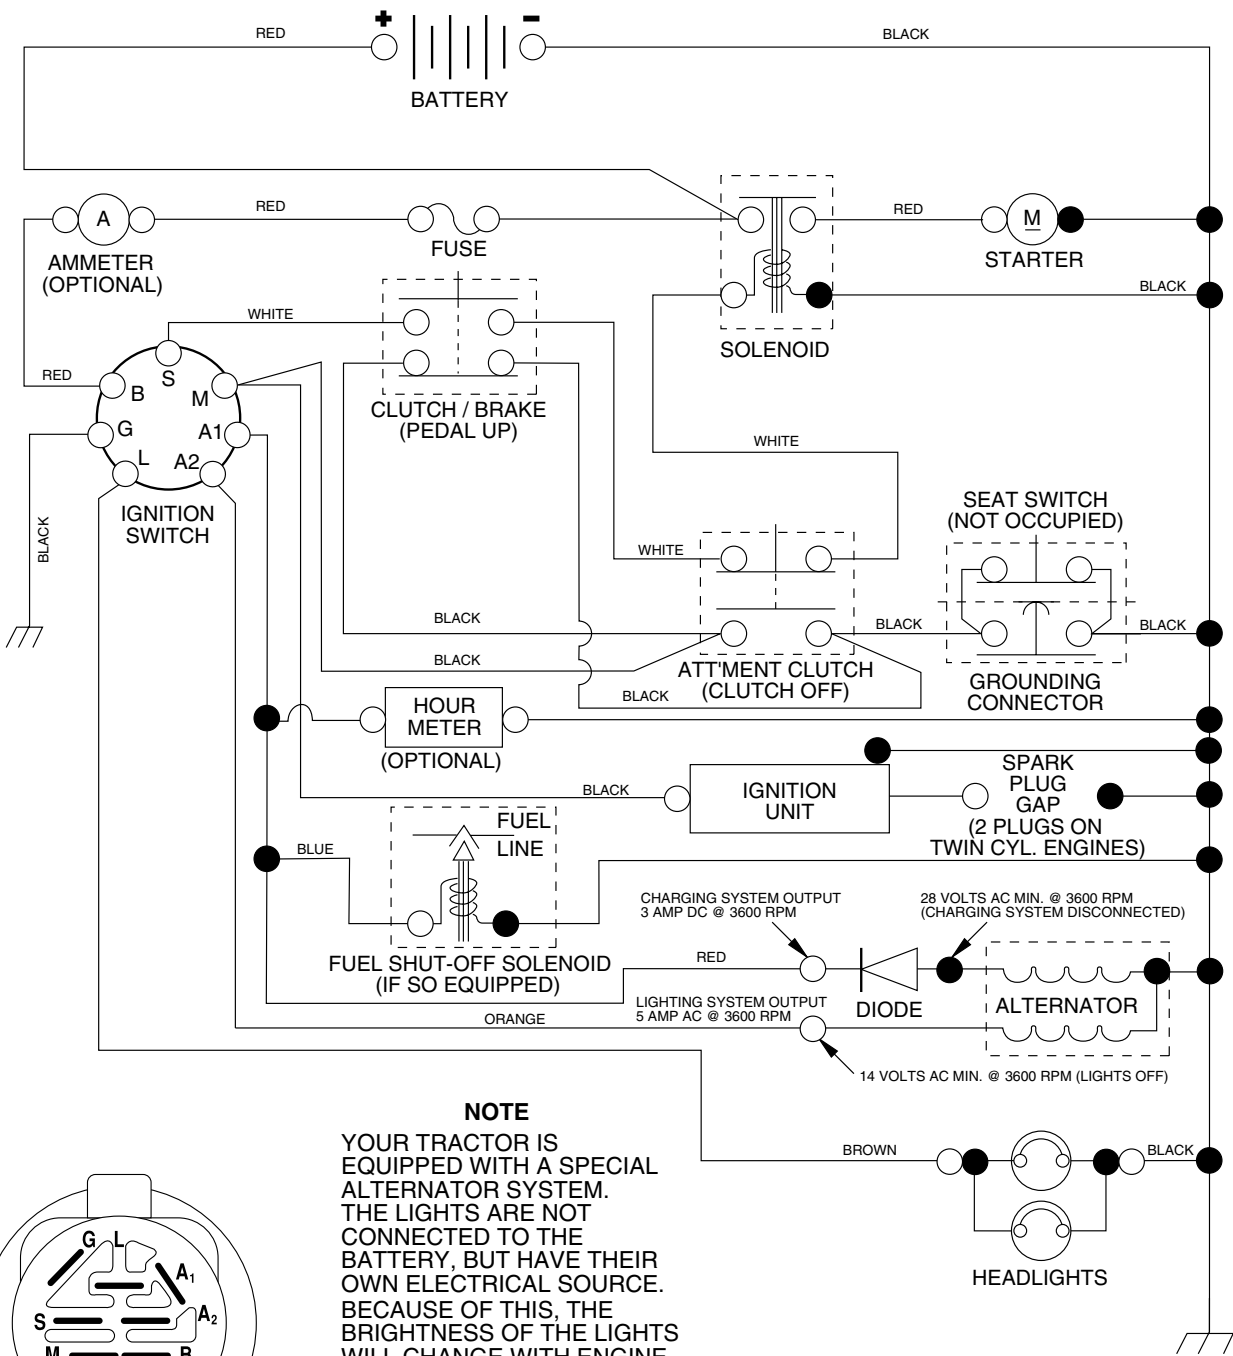 + -
RED
BLACK
BATTERY
A
RED
FUSE
RED
M
AMMETER
(OPTIONAL)
STARTER
BLACK
WHITE
SOLENOID
RED
S
B
M
G
A1
L
A2
CLUTCH / BRAKE
(PEDAL UP)
WHITE
IGNITION
SWITCH
BLACK
SEAT SWITCH
(NOT OCCUPIED)
WHITE
BLACK
BLACK
BLACK
BLACK
ATT'MENT CLUTCH
(CLUTCH OFF)
GROUNDING
CONNECTOR
BLACK
HOUR
METER
(OPTIONAL)
BLACK
IGNITION
UNIT
SPARK
PLUG
GAP
(2 PLUGS ON
TWIN CYL. ENGINES)
FUEL
LINE
BLUE
CHARGING SYSTEM OUTPUT
3 AMP DC @ 3600 RPM
28 VOLTS AC MIN. @ 3600 RPM
(CHARGING SYSTEM DISCONNECTED)
FUEL SHUT-OFF SOLENOID
(IF SO EQUIPPED)
RED
DIODE
ALTERNATOR
LIGHTING SYSTEM OUTPUT
5 AMP AC @ 3600 RPM
ORANGE
14 VOLTS AC MIN. @ 3600 RPM (LIGHTS OFF)
NOTE
YOUR TRACTOR IS
EQUIPPED WITH A SPECIAL
ALTERNATOR SYSTEM.
THE LIGHTS ARE NOT
CONNECTED TO THE
BATTERY, BUT HAVE THEIR
OWN ELECTRICAL SOURCE.
BECAUSE OF THIS, THE
BRIGHTNESS OF THE LIGHTS
WILL CHANGE WITH ENGINE
BROWN
BLACK
HEADLIGHTS
G L
A1
A2
S
M
B